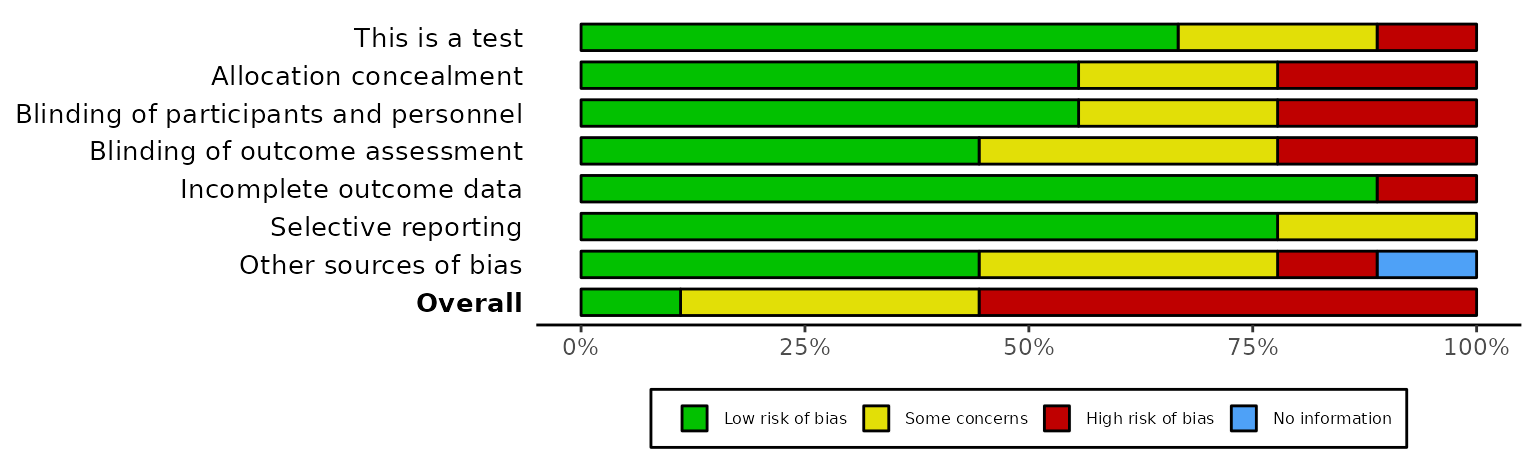 This is a test
Allocation concealment
Blinding of participants and personnel
Blinding of outcome assessment
Incomplete outcome data
Selective reporting
Other sources of bias
Overall
0% 25% 50% 75% 100%
Low risk of bias Some concerns High risk of bias No information